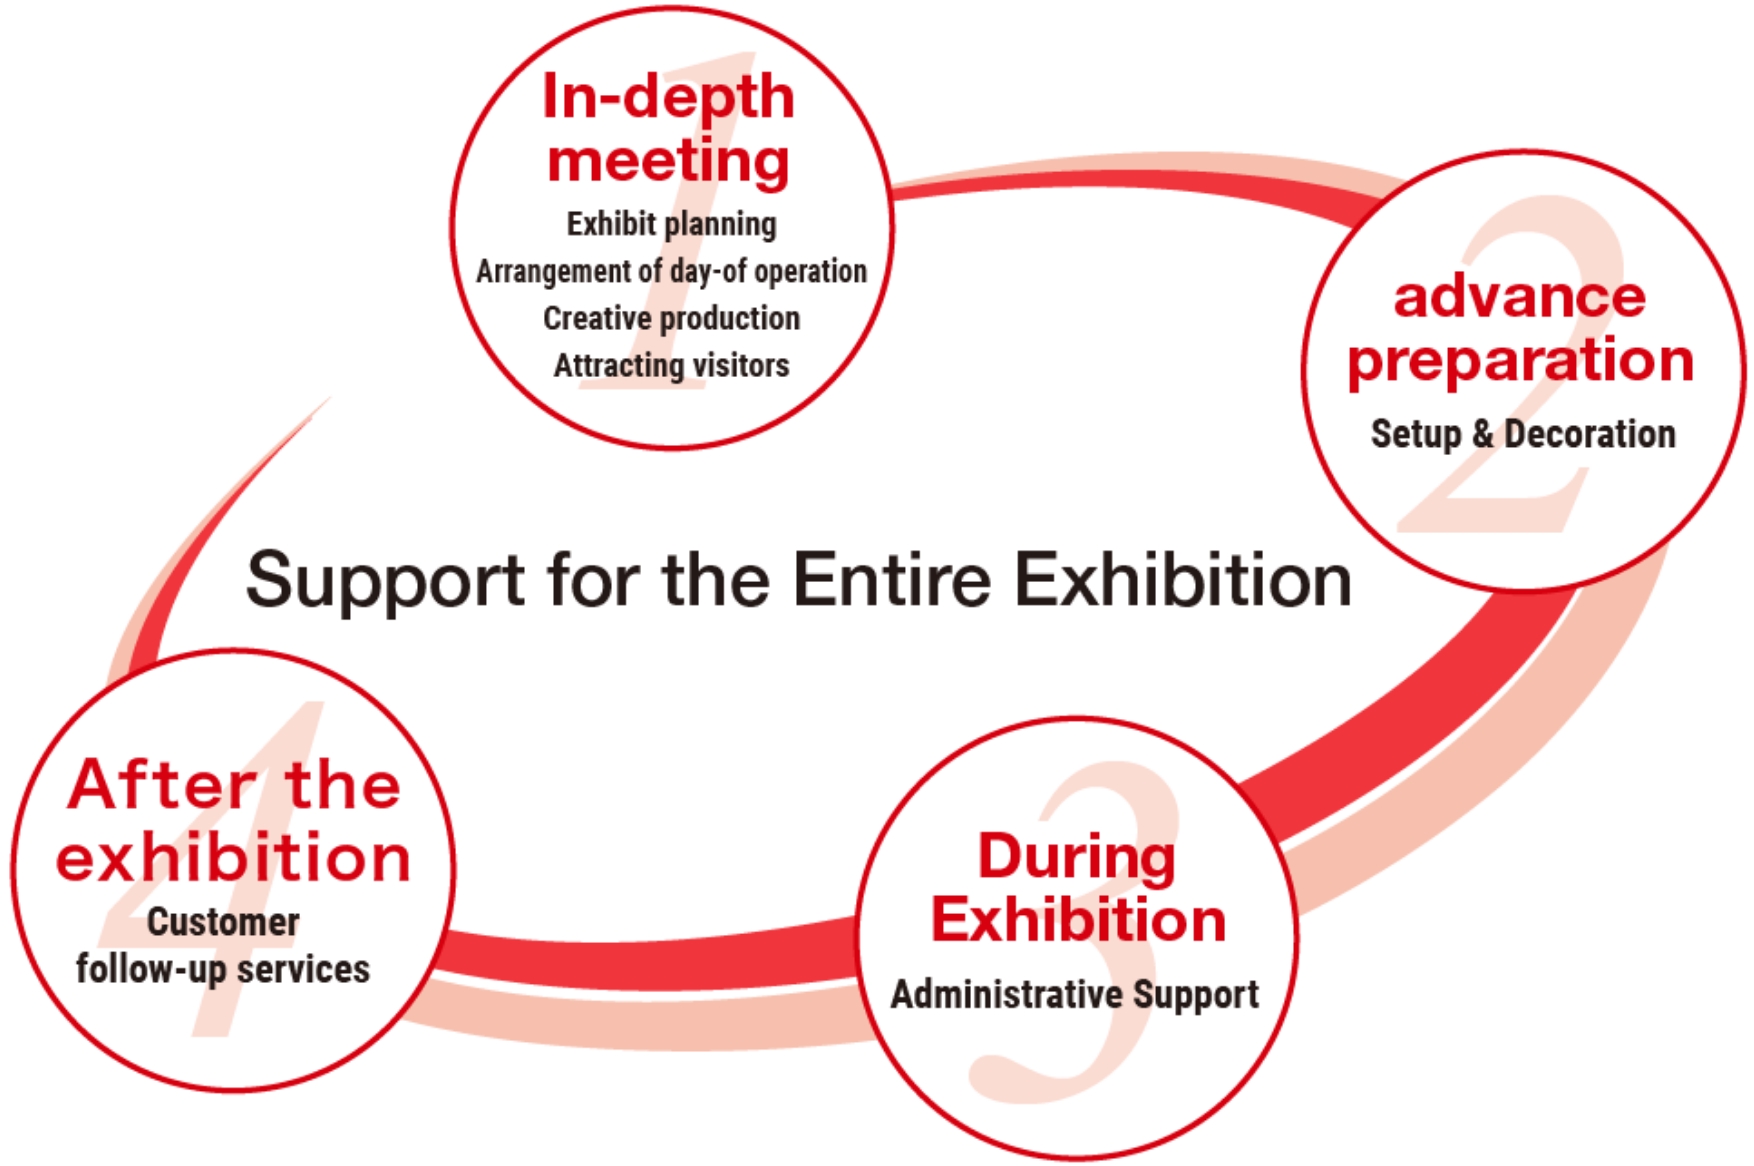 1
In-depth
meeting
Exhibit planning
Arrangement of day-of operation
Creative production
Attracting visitors
2
advance
preparation
Setup & Decoration
Support for the Entire Exhibition
3
During
Exhibition
Administrative Support
4
After the
exhibition
Customer
follow-up services